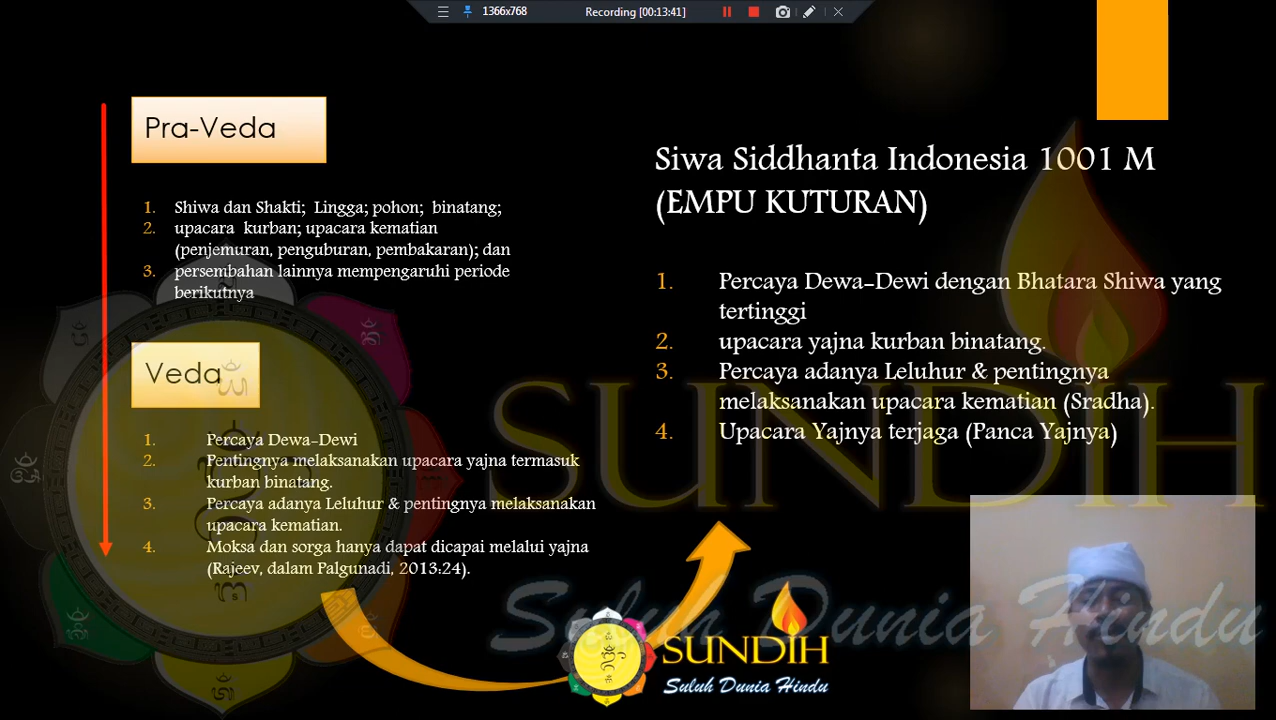 1366x768
Recording [00:13:41]
Pra-Veda
1. Shiwa dan Shakti; Lingga; pohon; binatang;
2. upacara kurban; upacara kematian
(penjemuran, penguburan, pembakaran); dan
3. persembahan lainnya mempengaruhi periode
berikutnya
Veda
1. Percaya Dewa-Dewi
2. Pentingnya melaksanakan upacara yajna termasuk
kurban binatang.
3. Percaya adanya Leluhur & pentingnya melaksanakan
upacara kematian.
4. Moksa dan sorga hanya dapat dicapai melalui yajna
(Rajeev, dalam Palgunadi, 2013:24).
Siwa Siddhanta Indonesia 1001 M
(EMPU KUTURAN)
1. Percaya Dewa-Dewi dengan Bhatara Shiwa yang
tertinggi
2. upacara yajna kurban binatang.
3. Percaya adanya Leluhur & pentingnya
melaksanakan upacara kematian (Sradha).
4. Upacara Yajnya terjaga (Panca Yajnya)
SUNDIH
Suluh Dunia Hindu
SUNDIH
Suluh Dunia Hindu